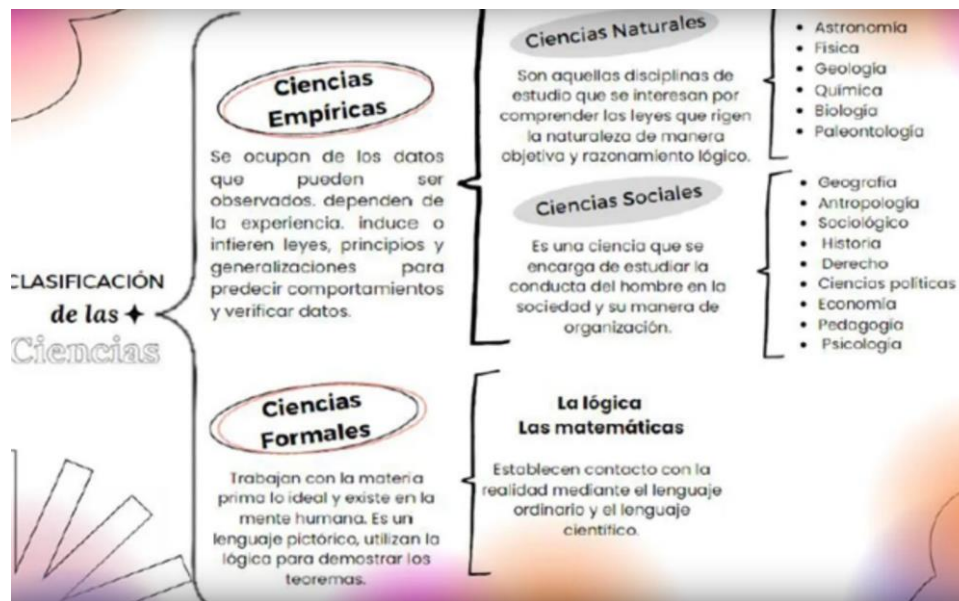 CLASIFICACIÓN
de las
Ciencias
Ciencias
Empíricas
Se ocupan de los datos
que pueden ser
observados. dependen de
la experiencia. induce o
infieren leyes, principios y
generalizaciones para
predecir comportamientos
y verificar datos.
Ciencias Naturales
Son aquellas disciplinas de
estudio que se interesan por
comprender las leyes que rigen
la naturaleza de manera
objetiva y razonamiento lógico.
• Astronomía
• Física
• Geología
• Química
• Biología
• Paleontología
Ciencias Sociales
Es una ciencia que se
encarga de estudiar la
conducta del hombre en la
sociedad y su manera de
organización.
• Geografía
• Antropología
• Sociológico
• Historia
• Derecho
• Ciencias políticas
• Economía
• Pedagogía
• Psicología
Ciencias
Formales
Trabajan con la materia
prima lo ideal y existe en la
mente humana. Es un
lenguaje pictórico, utilizan la
lógica para demostrar los
teoremas.
La lógica
Las matemáticas
Establecen contacto con la
realidad mediante el lenguaje
ordinario y el lenguaje
científico.